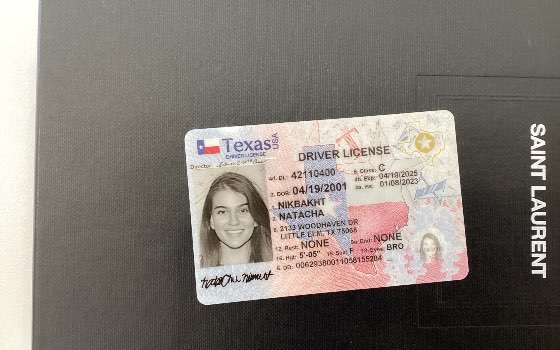 Texas
USA
DRIVER LICENSE
Director
DRIVER LICENSE
4d. DL: 42110400
9. Class: C
4b. Exp: 04/19/2025
4a. Iss: 01/08/2023
3. DOB: 04/19/2001
1. NIKBAKHT
2. NATACHA
8. 2133 WOODHAVEN DR
LITTLE ELM, TX 75068
12. Rest: NONE
9a. End: NONE
16. Hgt: 5'-05"
15. Sex: F
18. Eyes: BRO
5. DD: 00629380011058155284
SAINT LAURENT